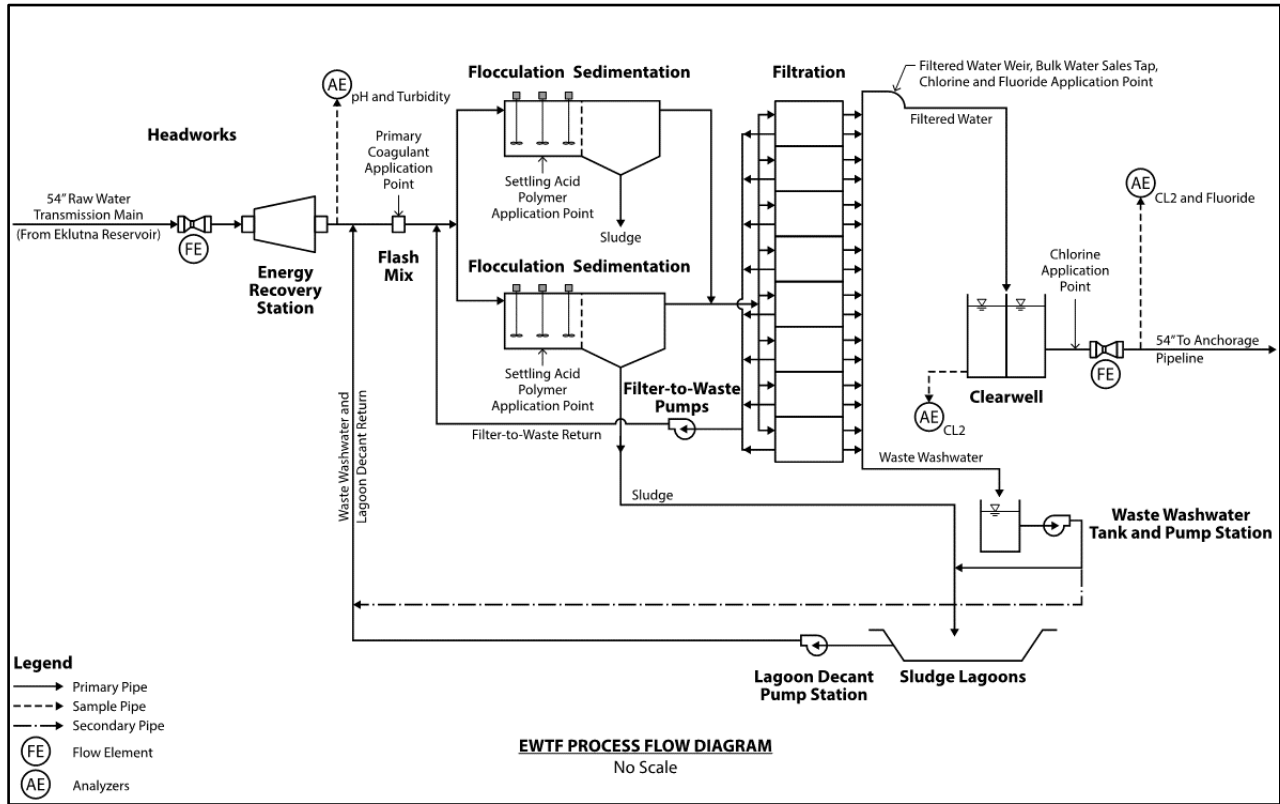 Headworks
54" Raw Water
Transmission Main
(From Eklutna Reservoir)
FE
Energy
Recovery
Station
AE
pH and Turbidity
Primary
Coagulant
Application
Point
Flash
Mix
Flocculation Sedimentation
Settling Acid
Polymer
Application Point
Sludge
Flocculation Sedimentation
Settling Acid
Polymer
Application Point
Filter-to-Waste
Pumps
Filter-to-Waste Return
Waste Washwater and
Lagoon Decant Return
Sludge
Filtration
Filtered Water Weir, Bulk Water Sales Tap,
Chlorine and Fluoride Application Point
Filtered Water
AE
CL2 and Fluoride
Chlorine
Application
Point
54" To Anchorage
Pipeline
FE
Clearwell
AE
CL2
Waste Washwater
Waste Washwater
Tank and Pump Station
Lagoon Decant
Pump Station
Sludge Lagoons
Legend
Primary Pipe
Sample Pipe
Secondary Pipe
FE Flow Element
AE Analyzers
EWTF PROCESS FLOW DIAGRAM
No Scale